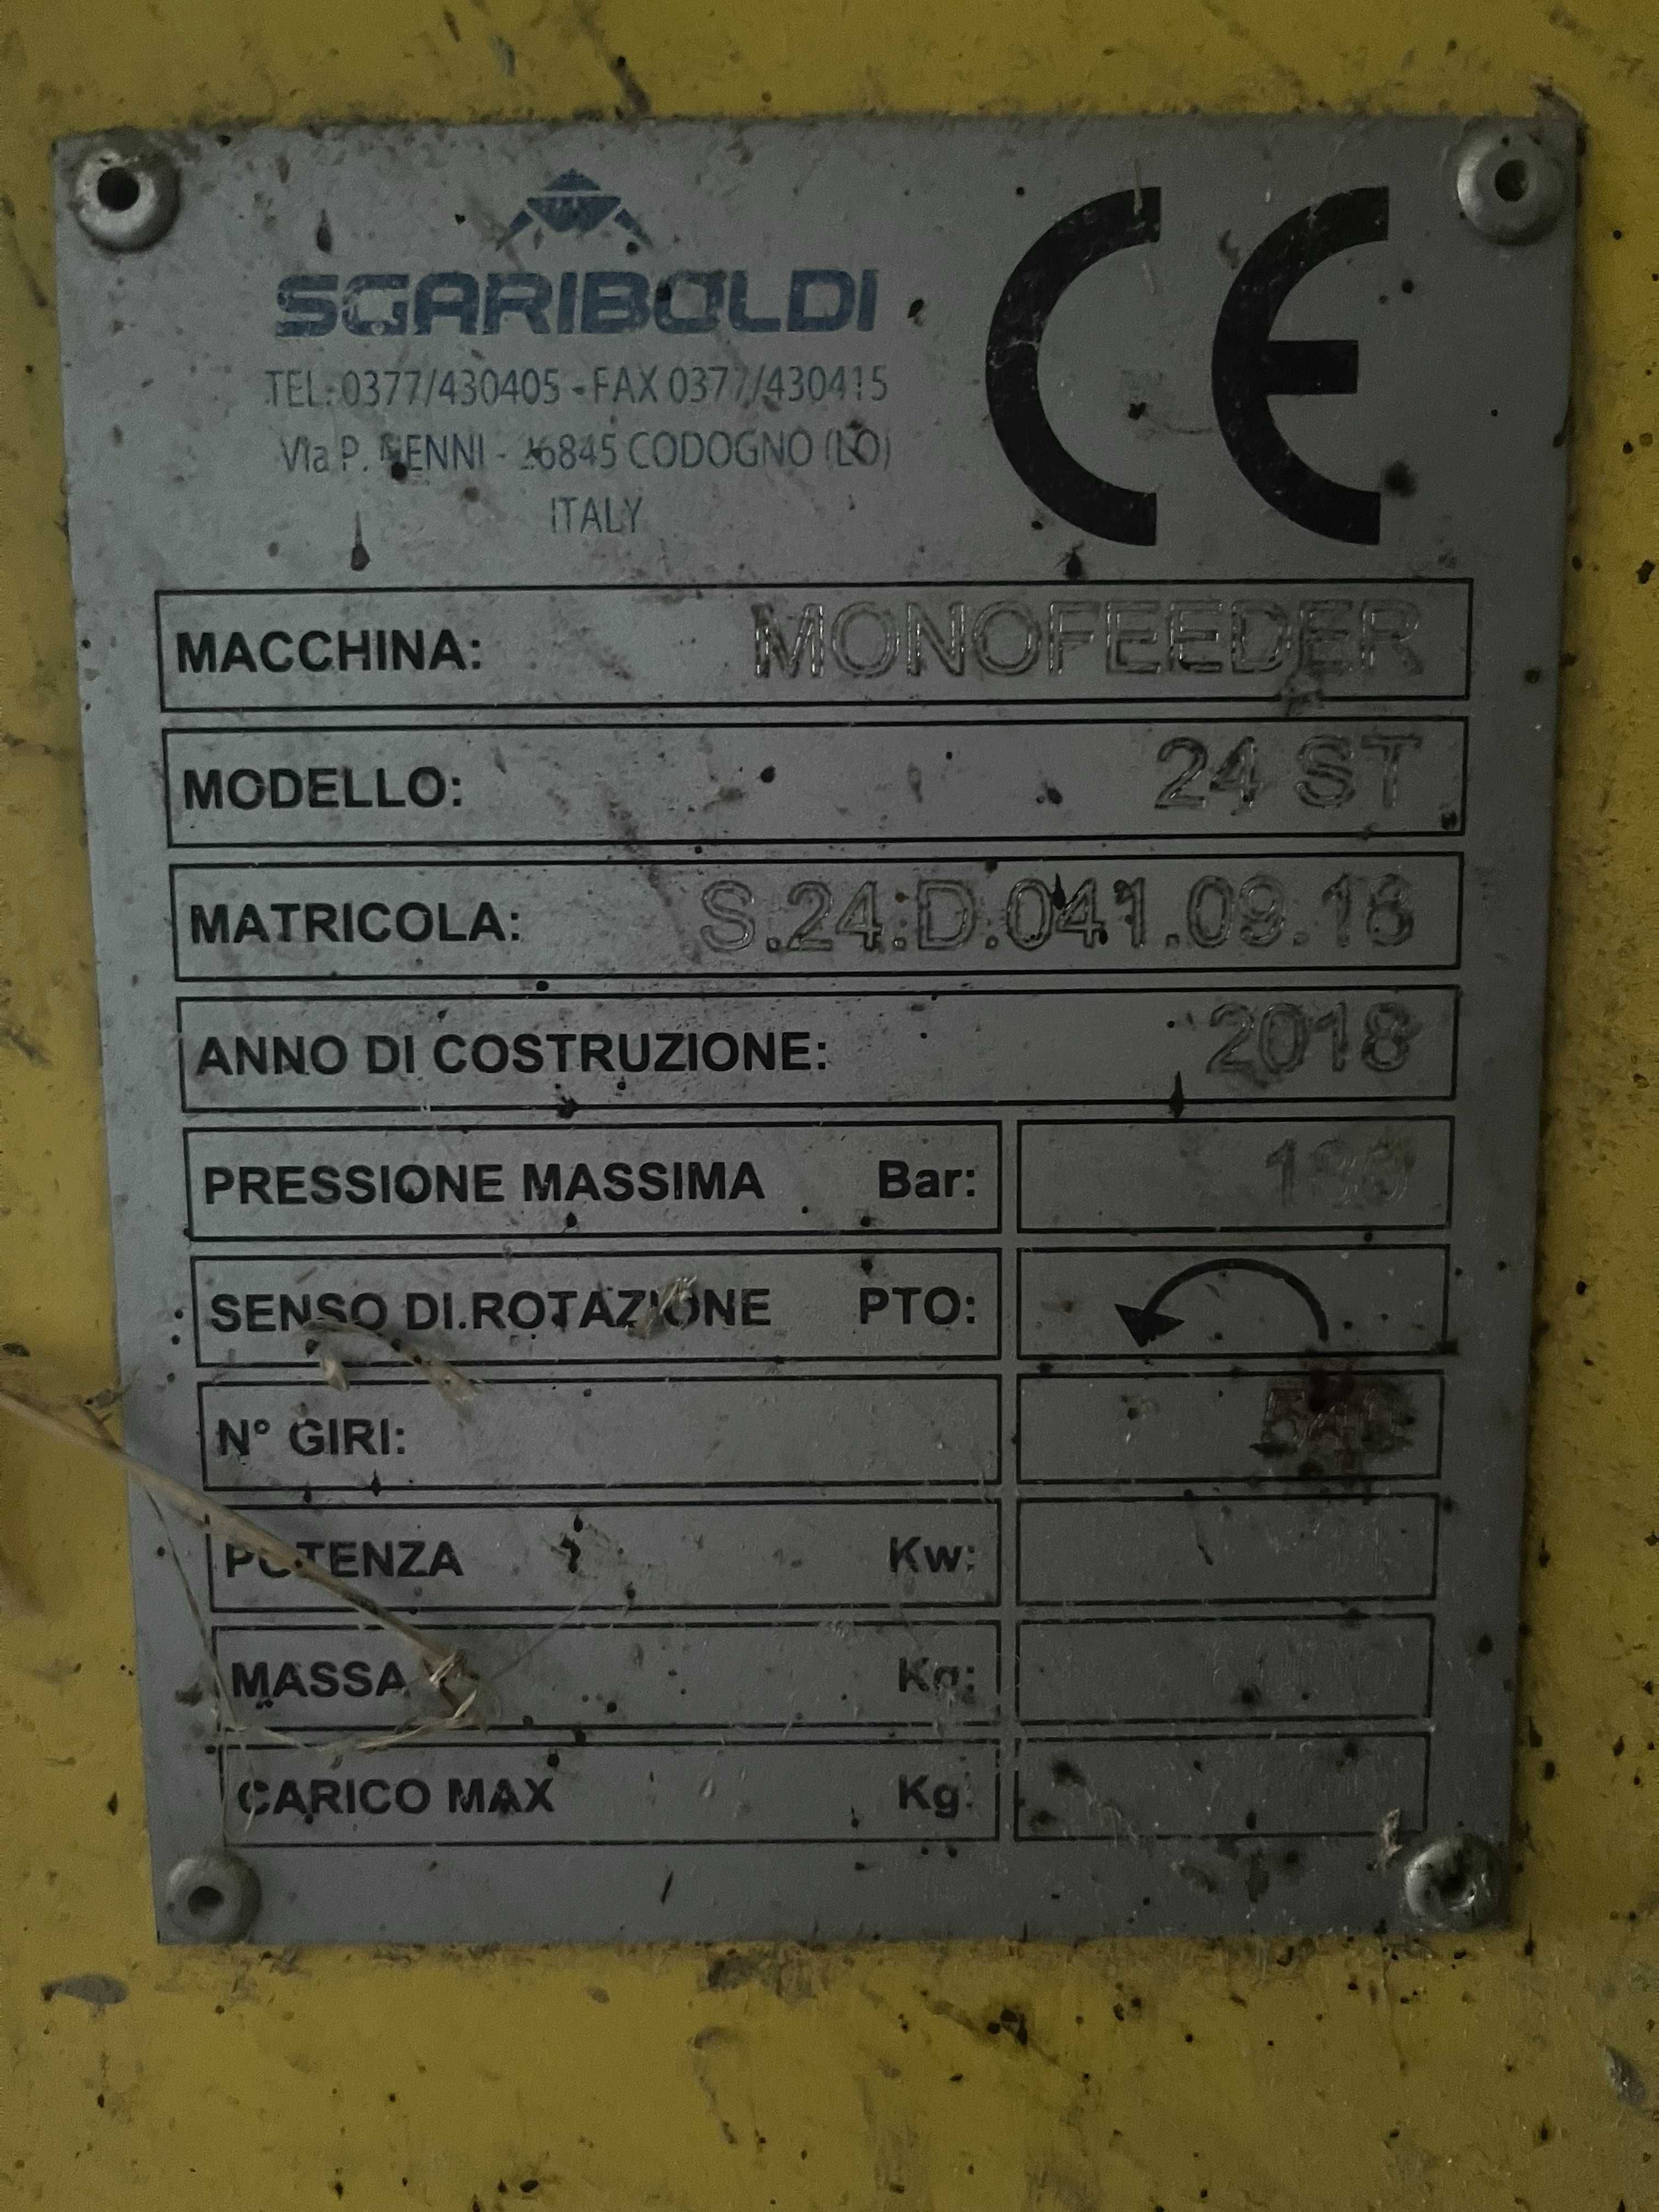 SGARIBOLDI
TEL: 0377/430405 - FAX 0377/430415
Via P. NENNI - 26845 CODOGNO (LO)
ITALY
CE
MACCHINA: MONOFEEDER
MODELLO: 24 ST
MATRICOLA: S.24.D.041.09.18
ANNO DI COSTRUZIONE: 2018
PRESSIONE MASSIMA Bar:
SENSO DI ROTAZIONE PTO:
N° GIRI: 540
POTENZA Kw:
MASSA Kg:
CARICO MAX Kg: